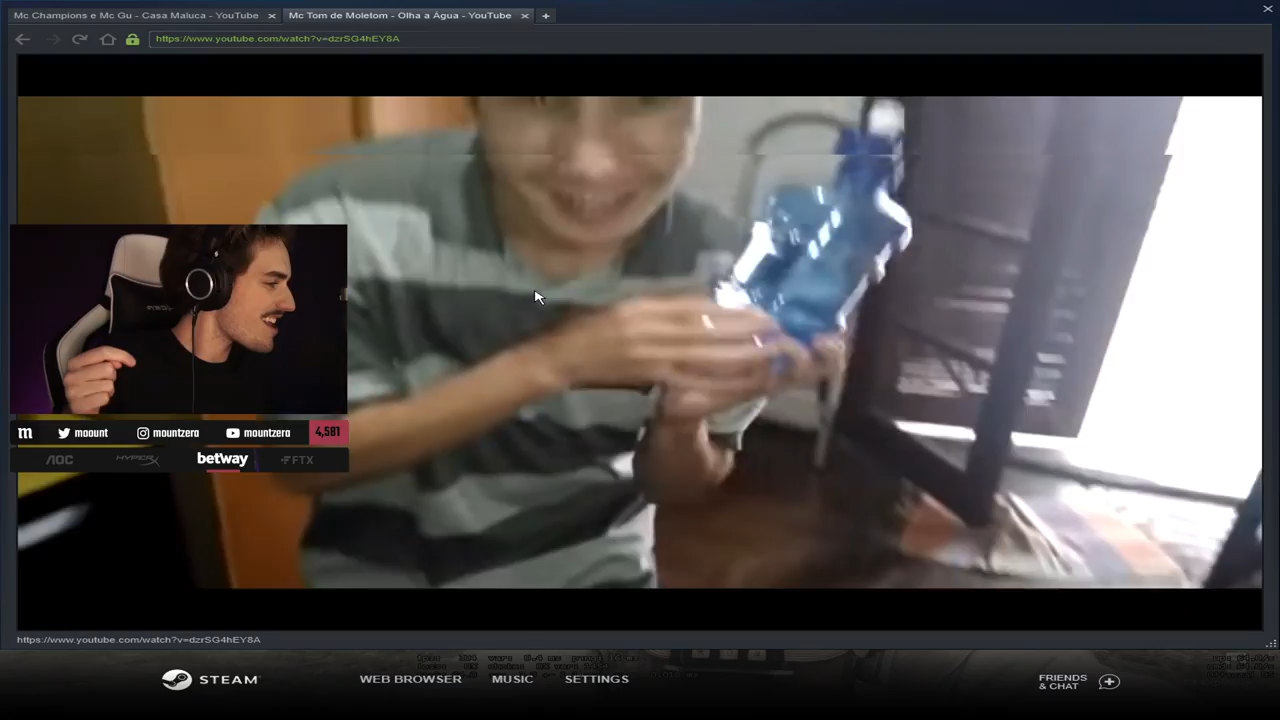 Mc Champions e Mc Gu - Casa Maluca - YouTube
Mc Tom de Moletom - Olha a Água - YouTube
https://www.youtube.com/watch?v=dzrSG4hEY8A
m
moount
mountzera
mountzera
4,581
AOC
HYPERX
betway
FTX
https://www.youtube.com/watch?v=dzrSG4hEY8A
STEAM
WEB BROWSER
MUSIC
SETTINGS
FRIENDS
& CHAT